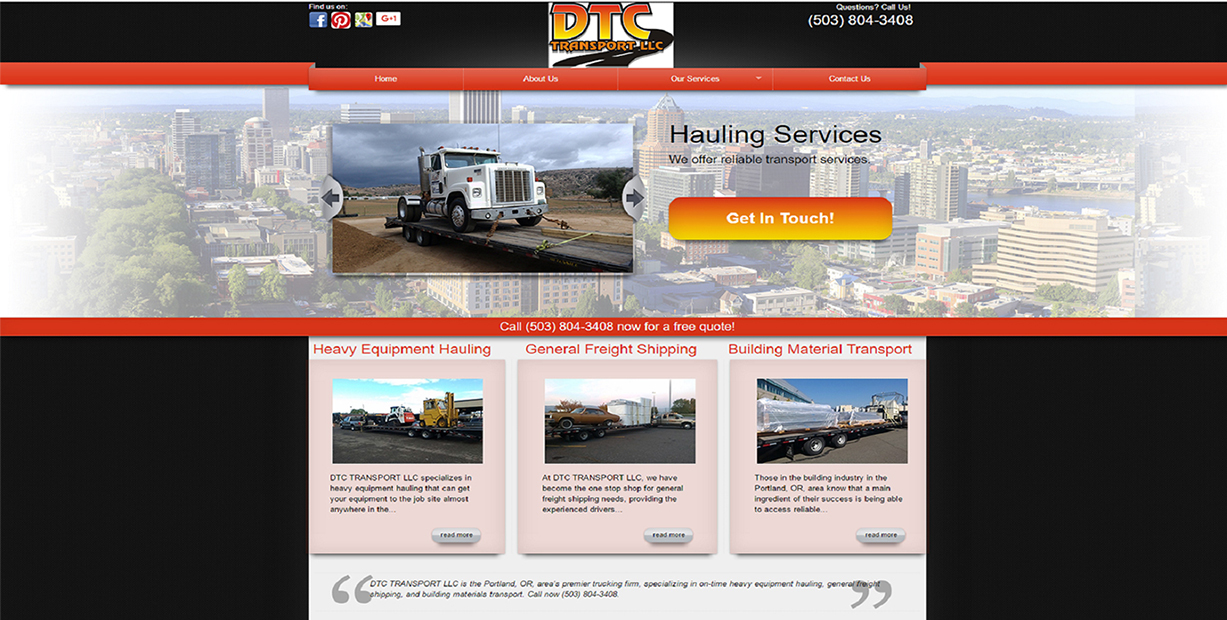 Find us on:
G+1
DTC
TRANSPORT LLC
Questions? Call Us!
(503) 804-3408
Home
About Us
Our Services
Contact Us
Hauling Services
We offer reliable transport services.
Get In Touch!
Call (503) 804-3408 now for a free quote!
Heavy Equipment Hauling
DTC TRANSPORT LLC specializes in
heavy equipment hauling that can get
your equipment to the job site almost
anywhere in the...
read more
General Freight Shipping
At DTC TRANSPORT LLC, we have
become the one stop shop for general
freight shipping needs, providing the
experienced drivers...
read more
Building Material Transport
Those in the building industry in the
Portland, OR, area know that a main
ingredient of their success is being able
to access reliable...
read more
DTC TRANSPORT LLC is the Portland, OR, area's premier trucking firm, specializing in on-time heavy equipment hauling, general freight
shipping, and building materials transport. Call now (503) 804-3408.